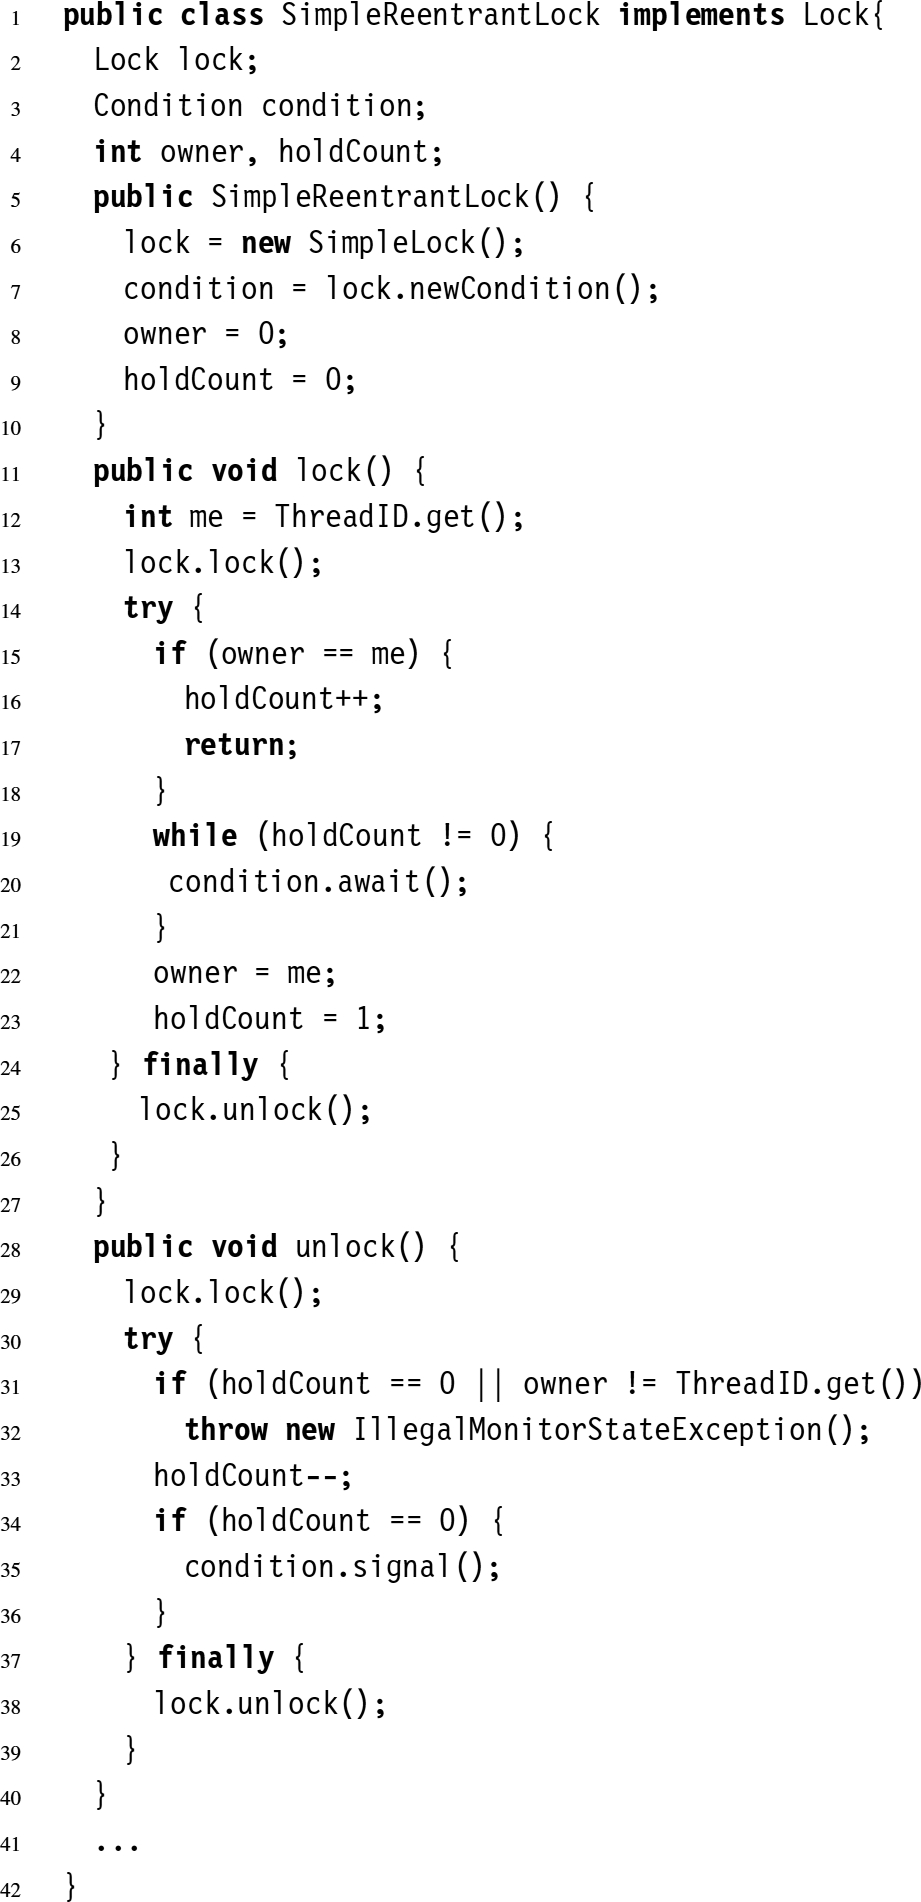 1 public class SimpleReentrantLock implements Lock{
2 Lock lock;
3 Condition condition;
4 int owner, holdCount;
5 public SimpleReentrantLock() {
6 lock = new SimpleLock();
7 condition = lock.newCondition();
8 owner = 0;
9 holdCount = 0;
10 }
11 public void lock() {
12 int me = ThreadID.get();
13 lock.lock();
14 try {
15 if (owner == me) {
16 holdCount++;
17 return;
18 }
19 while (holdCount != 0) {
20 condition.await();
21 }
22 owner = me;
23 holdCount = 1;
24 } finally {
25 lock.unlock();
26 }
27 }
28 public void unlock() {
29 lock.lock();
30 try {
31 if (holdCount == 0 || owner != ThreadID.get())
32 throw new IllegalMonitorStateException();
33 holdCount--;
34 if (holdCount == 0) {
35 condition.signal();
36 }
37 } finally {
38 lock.unlock();
39 }
40 }
41 ...
42 }